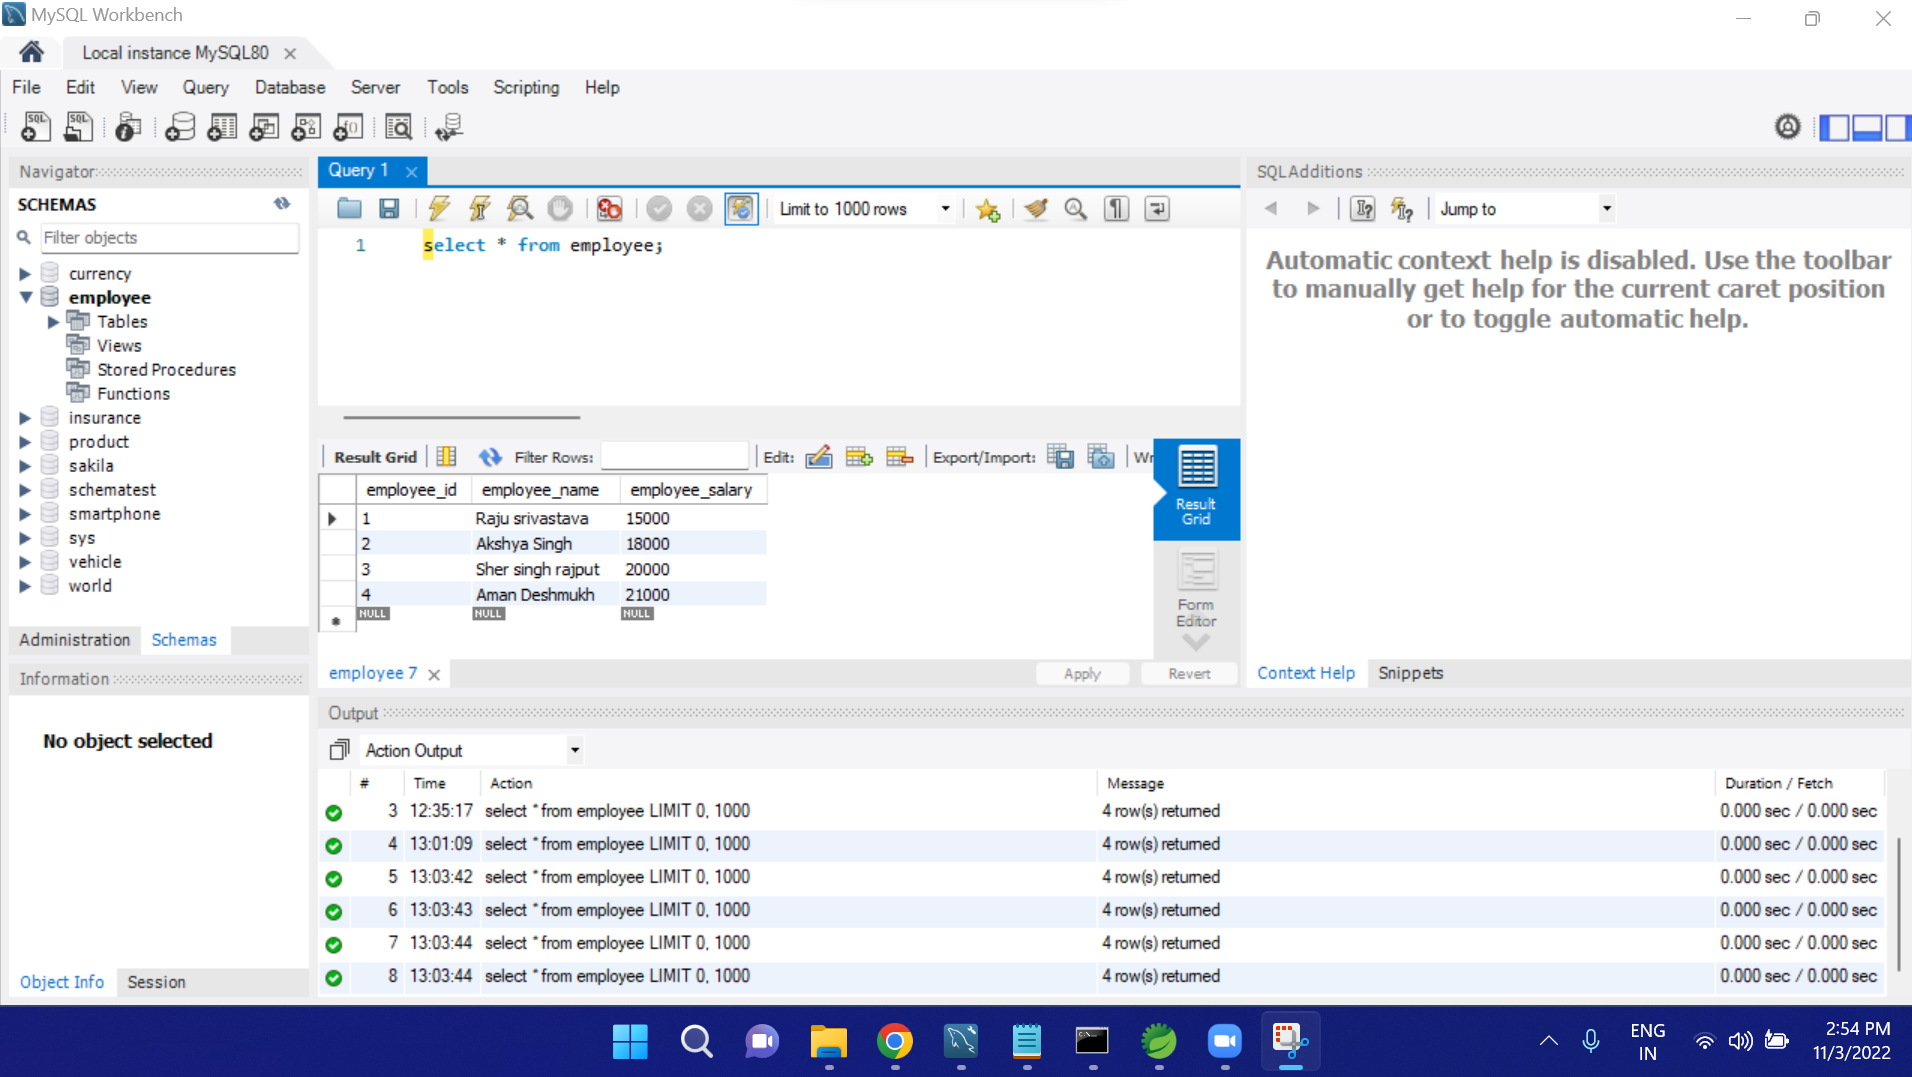 MySQL Workbench
Local instance MySQL80
File Edit View Query Database Server Tools Scripting Help
Navigator
SCHEMAS
Filter objects
currency
employee
Tables
Views
Stored Procedures
Functions
insurance
product
sakila
schematest
smartphone
sys
vehicle
world
Administration Schemas
Information
No object selected
Object Info Session
Query 1
Limit to 1000 rows
1 select * from employee;
Result Grid Filter Rows: Edit: Export/Import: Wr
employee_id employee_name employee_salary
1 Raju srivastava 15000
2 Akshya Singh 18000
3 Sher singh rajput 20000
4 Aman Deshmukh 21000
NULL NULL NULL
Result
Grid
Form
Editor
employee 7
Apply Revert
SQLAdditions
Jump to
Automatic context help is disabled. Use the toolbar
to manually get help for the current caret position
or to toggle automatic help.
Context Help Snippets
Output
Action Output
# Time Action Message Duration / Fetch
3 12:35:17 select * from employee LIMIT 0, 1000 4 row(s) returned 0.000 sec / 0.000 sec
4 13:01:09 select * from employee LIMIT 0, 1000 4 row(s) returned 0.000 sec / 0.000 sec
5 13:03:42 select * from employee LIMIT 0, 1000 4 row(s) returned 0.000 sec / 0.000 sec
6 13:03:43 select * from employee LIMIT 0, 1000 4 row(s) returned 0.000 sec / 0.000 sec
7 13:03:44 select * from employee LIMIT 0, 1000 4 row(s) returned 0.000 sec / 0.000 sec
8 13:03:44 select * from employee LIMIT 0, 1000 4 row(s) returned 0.000 sec / 0.000 sec
ENG
IN
2:54 PM
11/3/2022